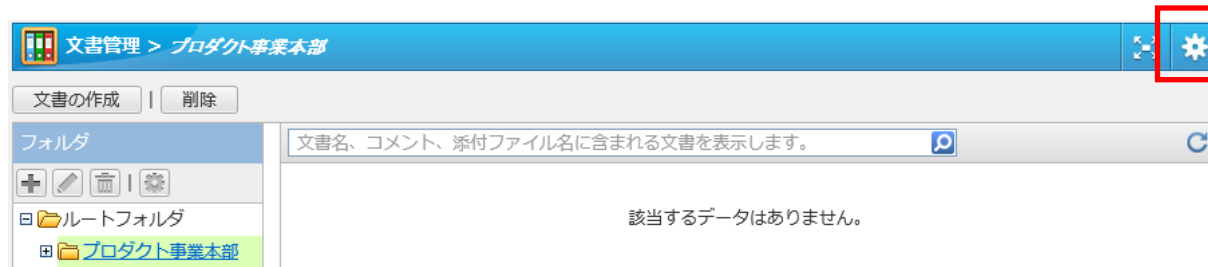 文書管理 > プロダクト事業本部
文書の作成 | 削除
フォルダ
文書名、コメント、添付ファイル名に含まれる文書を表示します。
ルートフォルダ
該当するデータはありません。
プロダクト事業本部